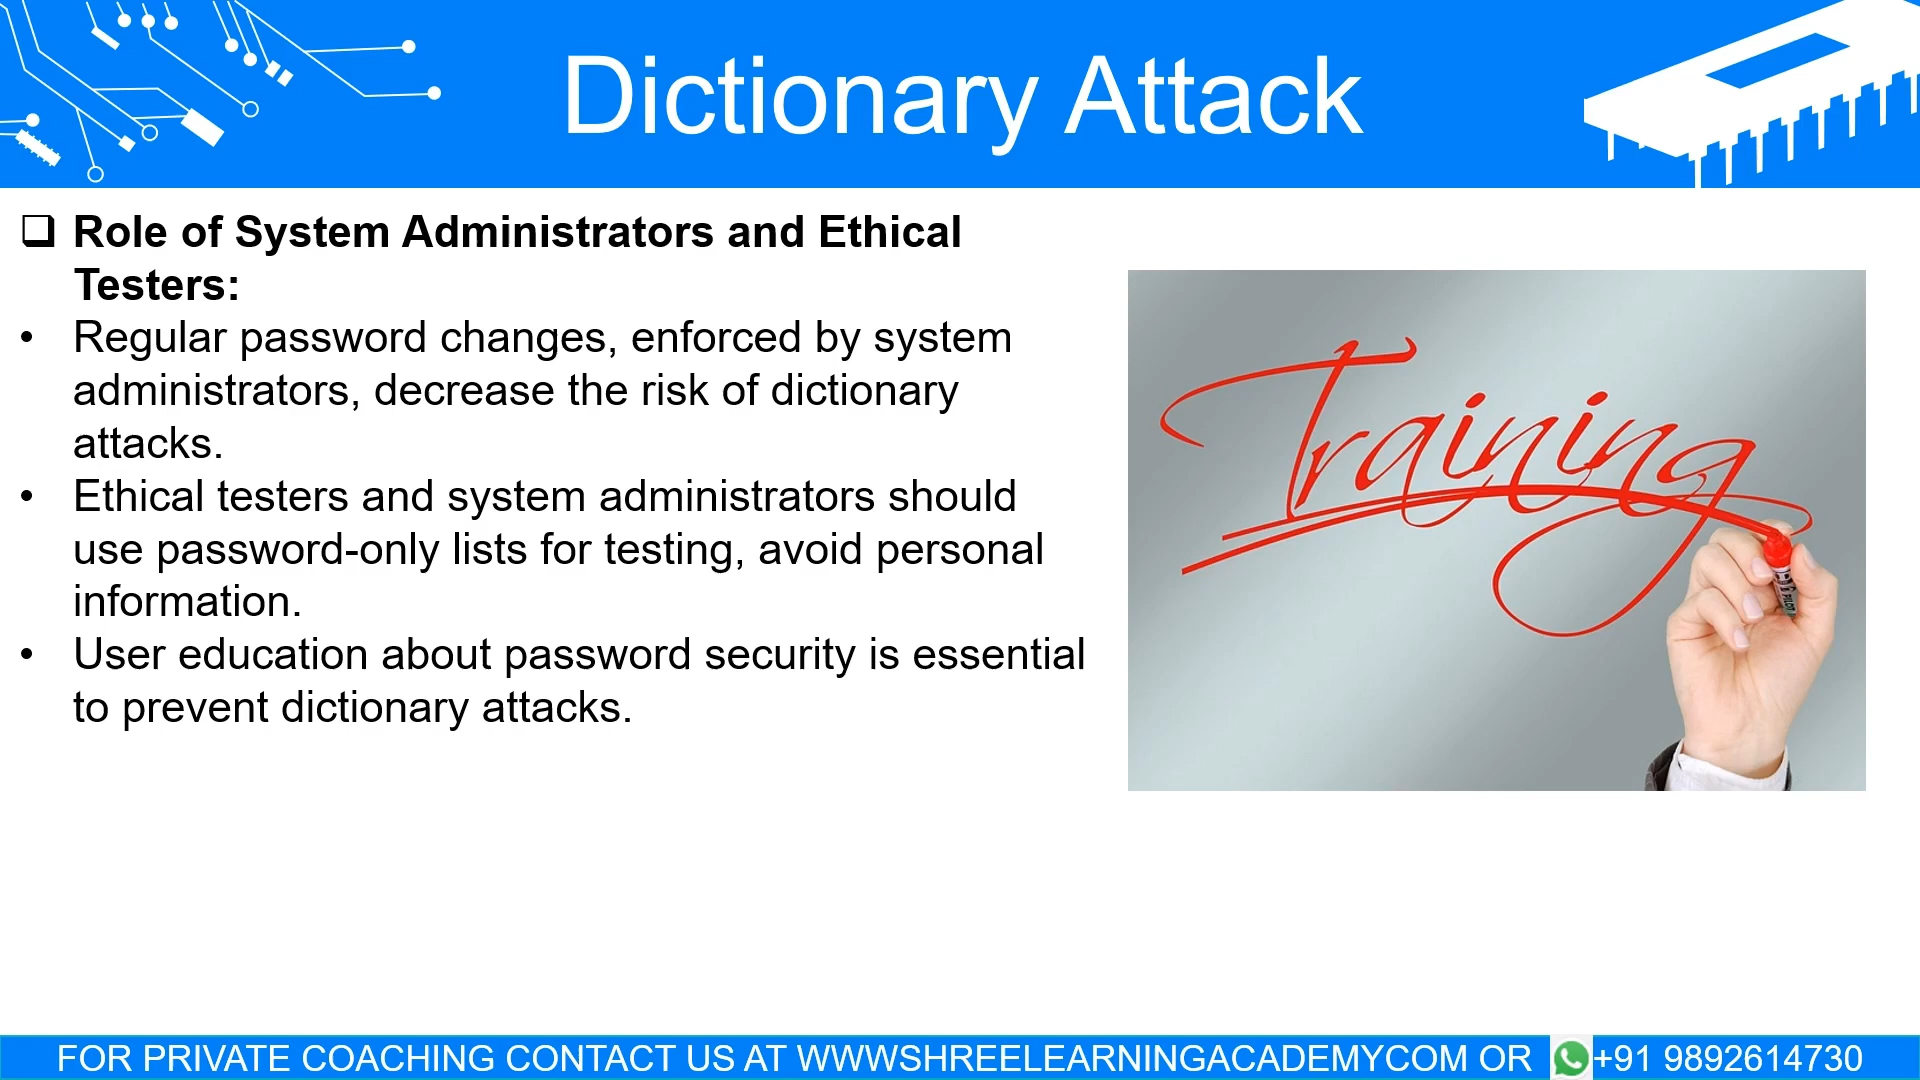 Dictionary Attack
Role of System Administrators and Ethical
Testers:
• Regular password changes, enforced by system
administrators, decrease the risk of dictionary
attacks.
• Ethical testers and system administrators should
use password-only lists for testing, avoid personal
information.
• User education about password security is essential
to prevent dictionary attacks.
Training
FOR PRIVATE COACHING CONTACT US AT WWWSHREELEARNINGACADEMYCOM OR +91 9892614730